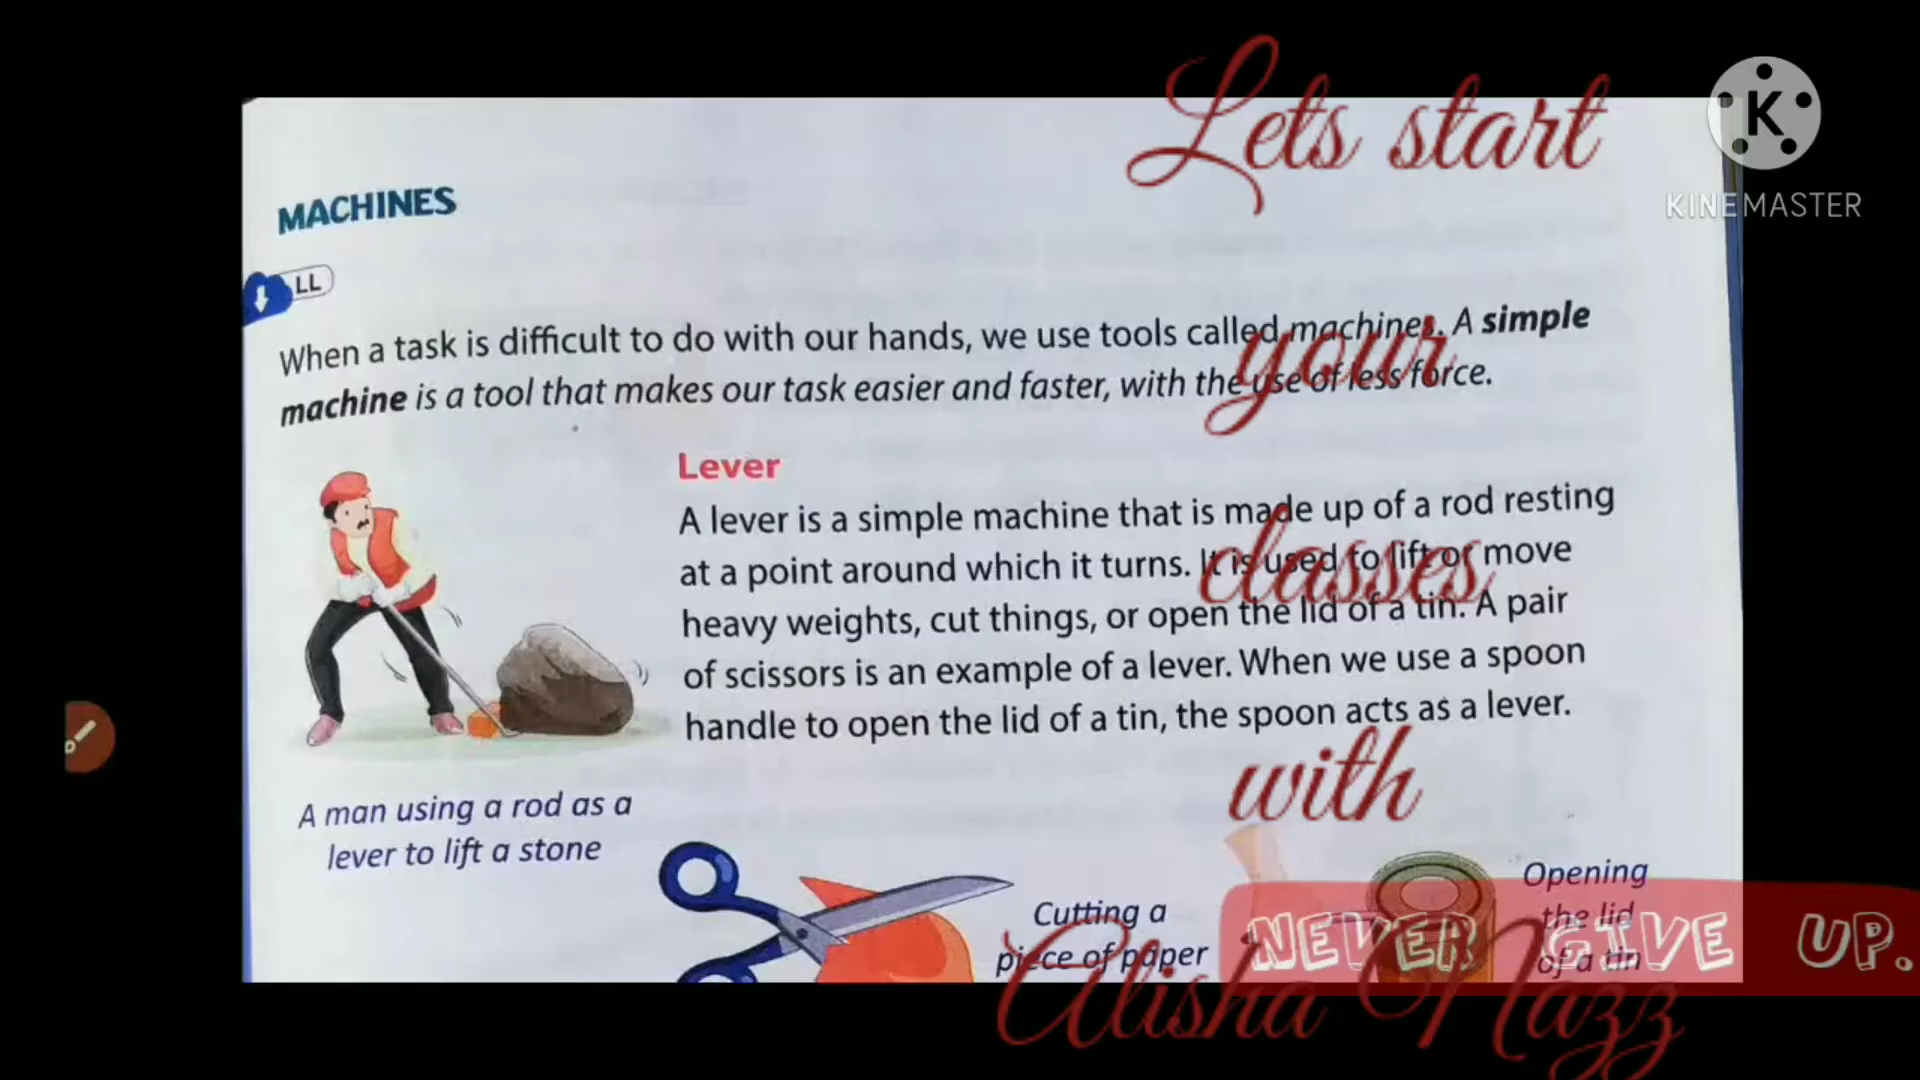 Lets start
your
classes
with
Alisha Nazz
K
KINEMASTER
MACHINES
LL
When a task is difficult to do with our hands, we use tools called machines. A simple
machine is a tool that makes our task easier and faster, with the use of less force.
Lever
A lever is a simple machine that is made up of a rod resting
at a point around which it turns. It is used to lift or move
heavy weights, cut things, or open the lid of a tin. A pair
of scissors is an example of a lever. When we use a spoon
handle to open the lid of a tin, the spoon acts as a lever.
A man using a rod as a
lever to lift a stone
Cutting a
piece of paper
Opening
the lid
of a tin
NEVER GIVE UP.